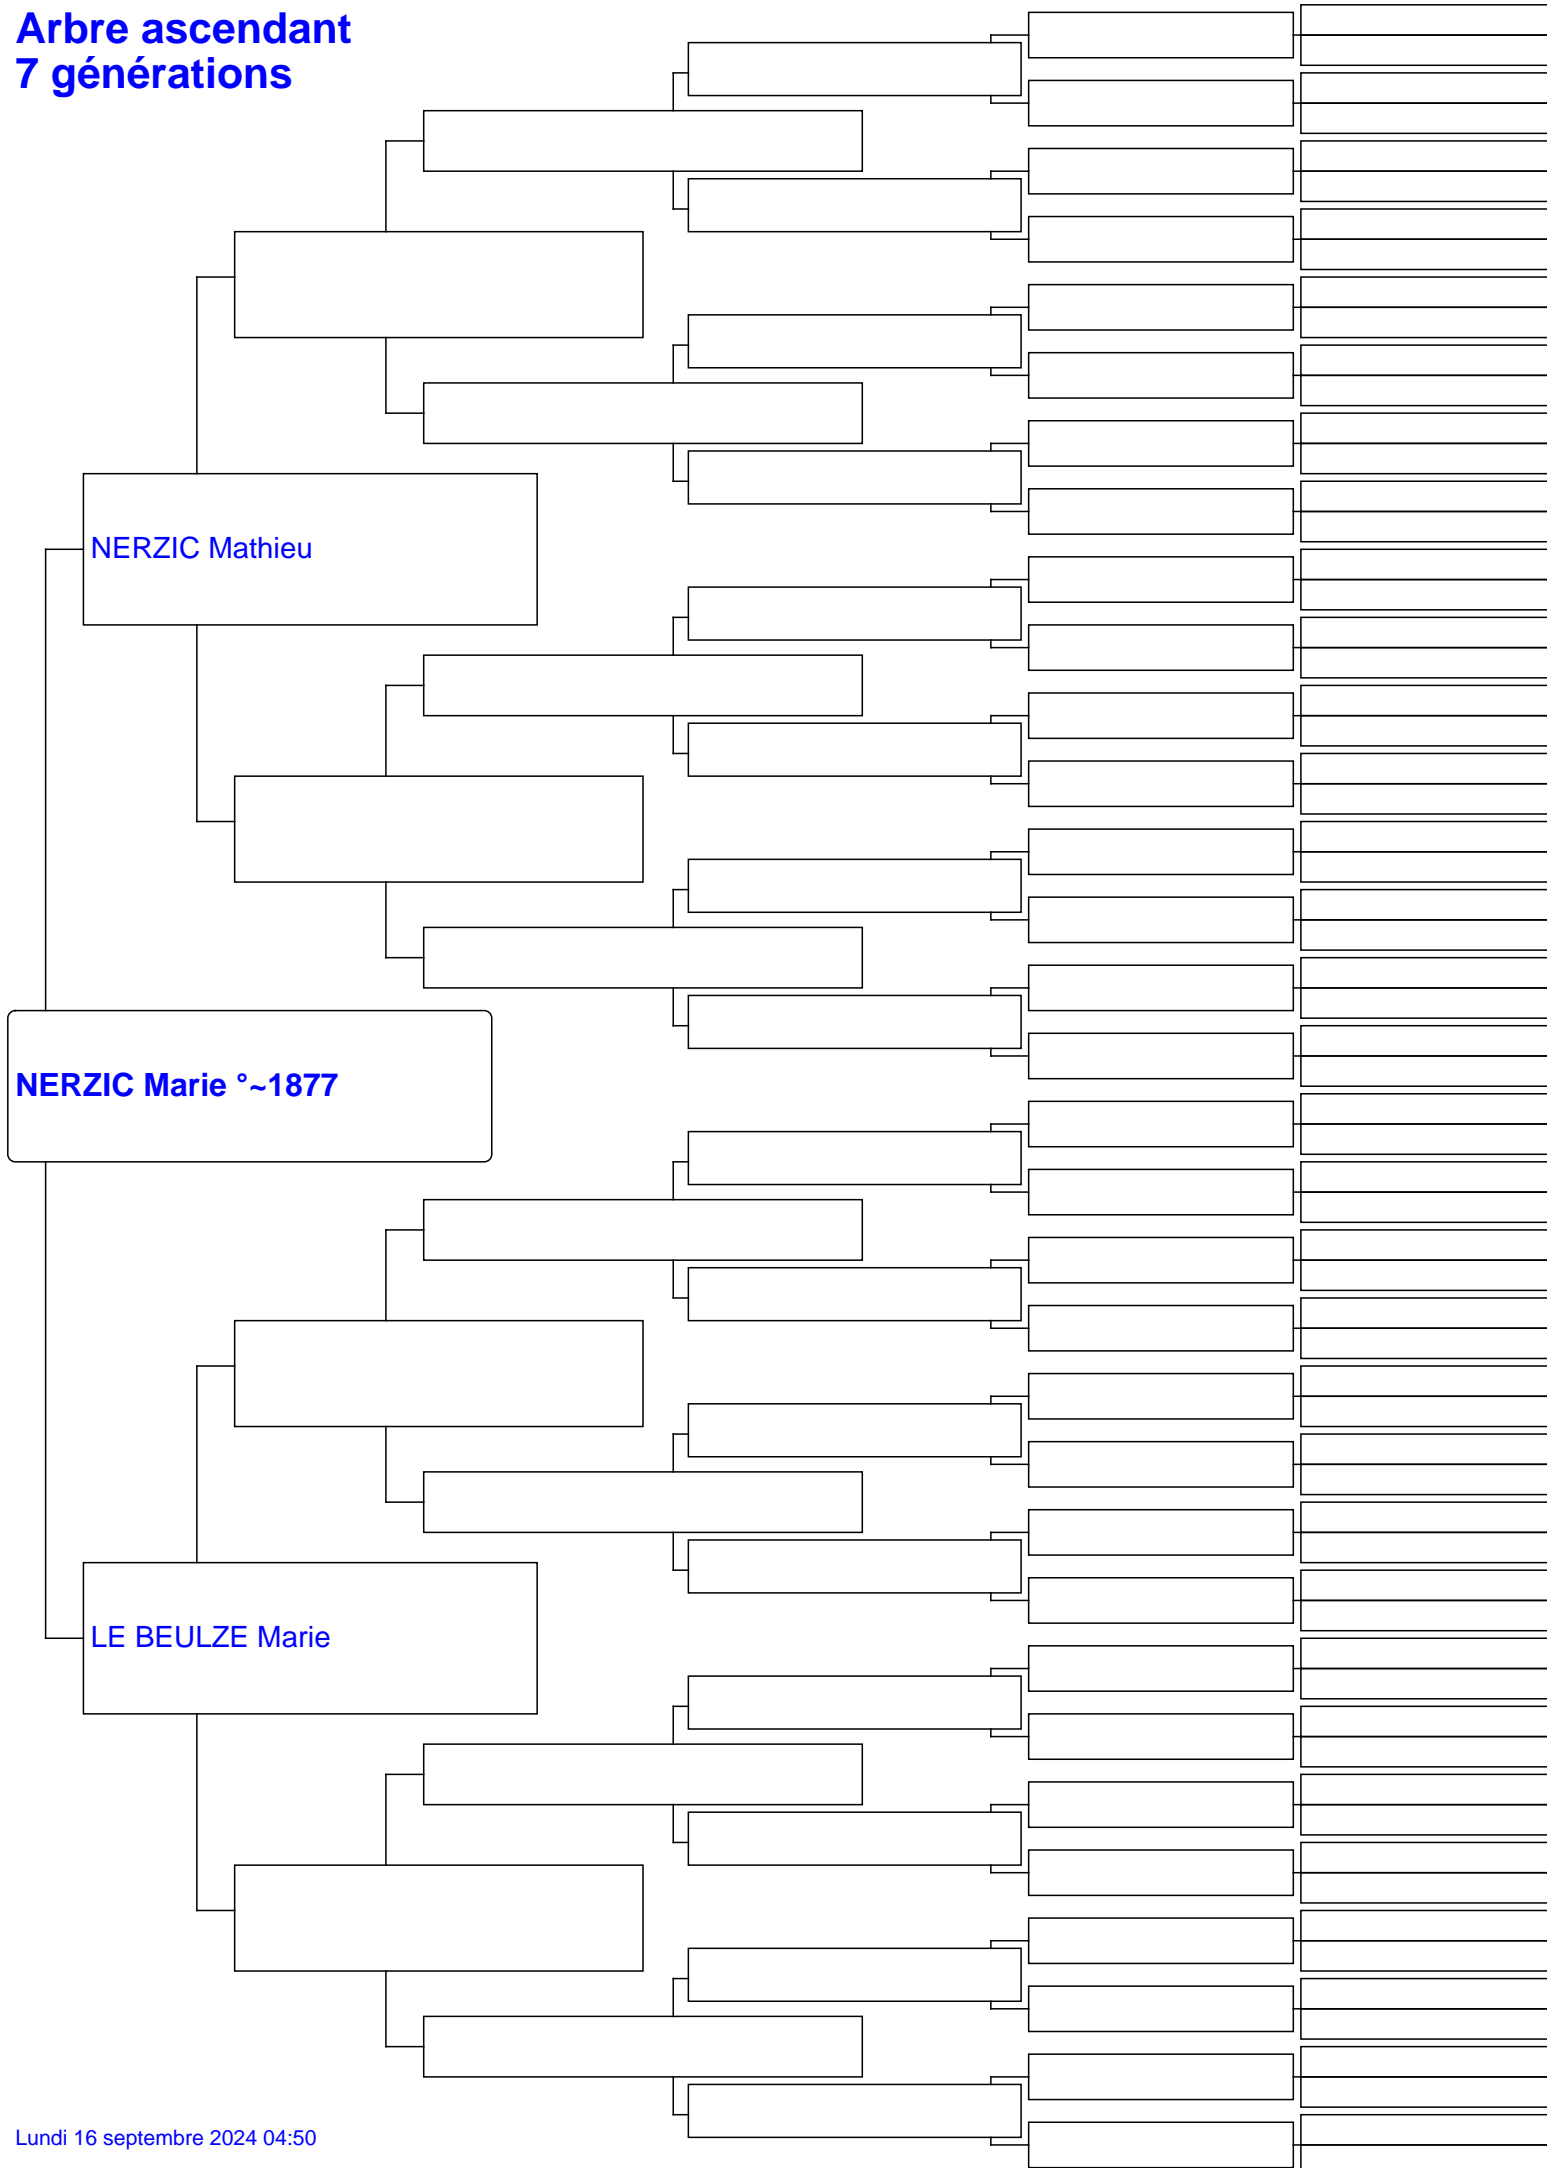 Arbre ascendant
7 générations
NERZIC Mathieu
NERZIC Marie °~1877
LE BEULZE Marie
Lundi 16 septembre 2024 04:50